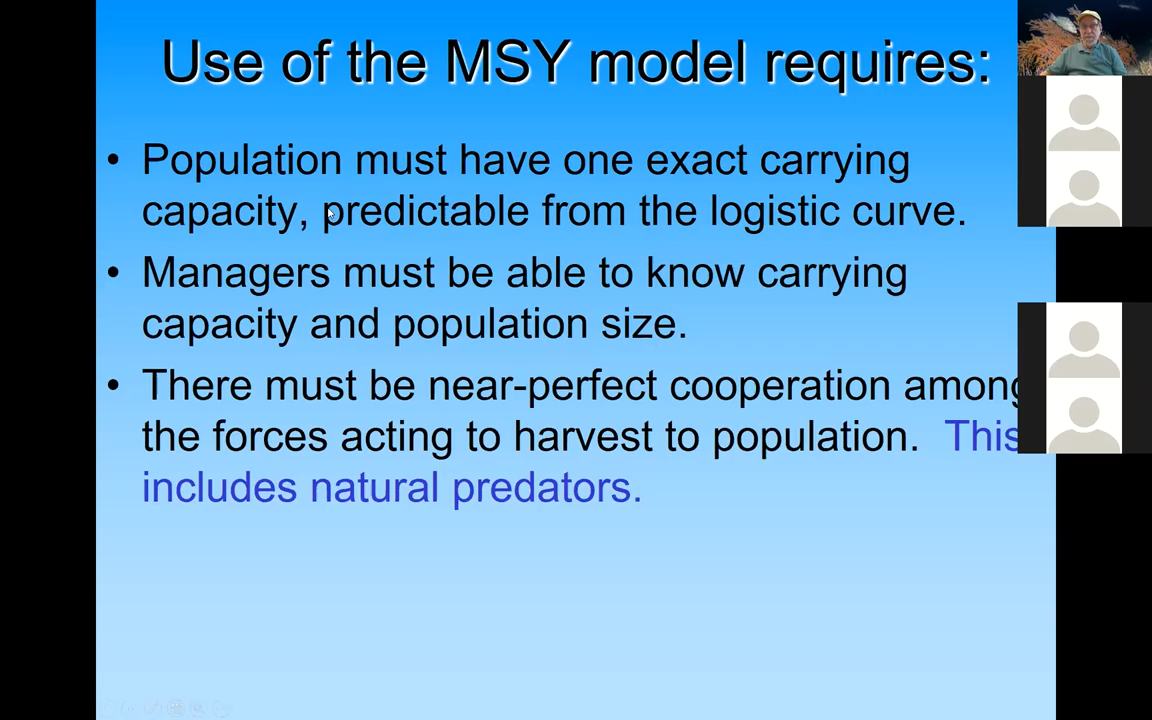 Use of the MSY model requires:
• Population must have one exact carrying
capacity, predictable from the logistic curve.
• Managers must be able to know carrying
capacity and population size.
• There must be near-perfect cooperation among
the forces acting to harvest to population. This
includes natural predators.